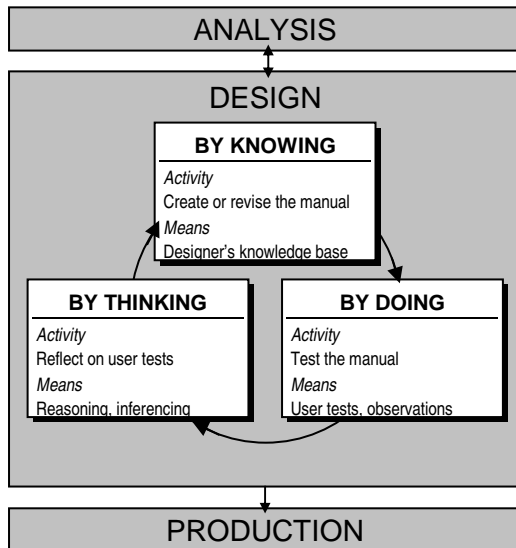 ANALYSIS
DESIGN
BY KNOWING
Activity
Create or revise the manual
Means
Designer's knowledge base
BY THINKING
Activity
Reflect on user tests
Means
Reasoning, inferencing
BY DOING
Activity
Test the manual
Means
User tests, observations
PRODUCTION